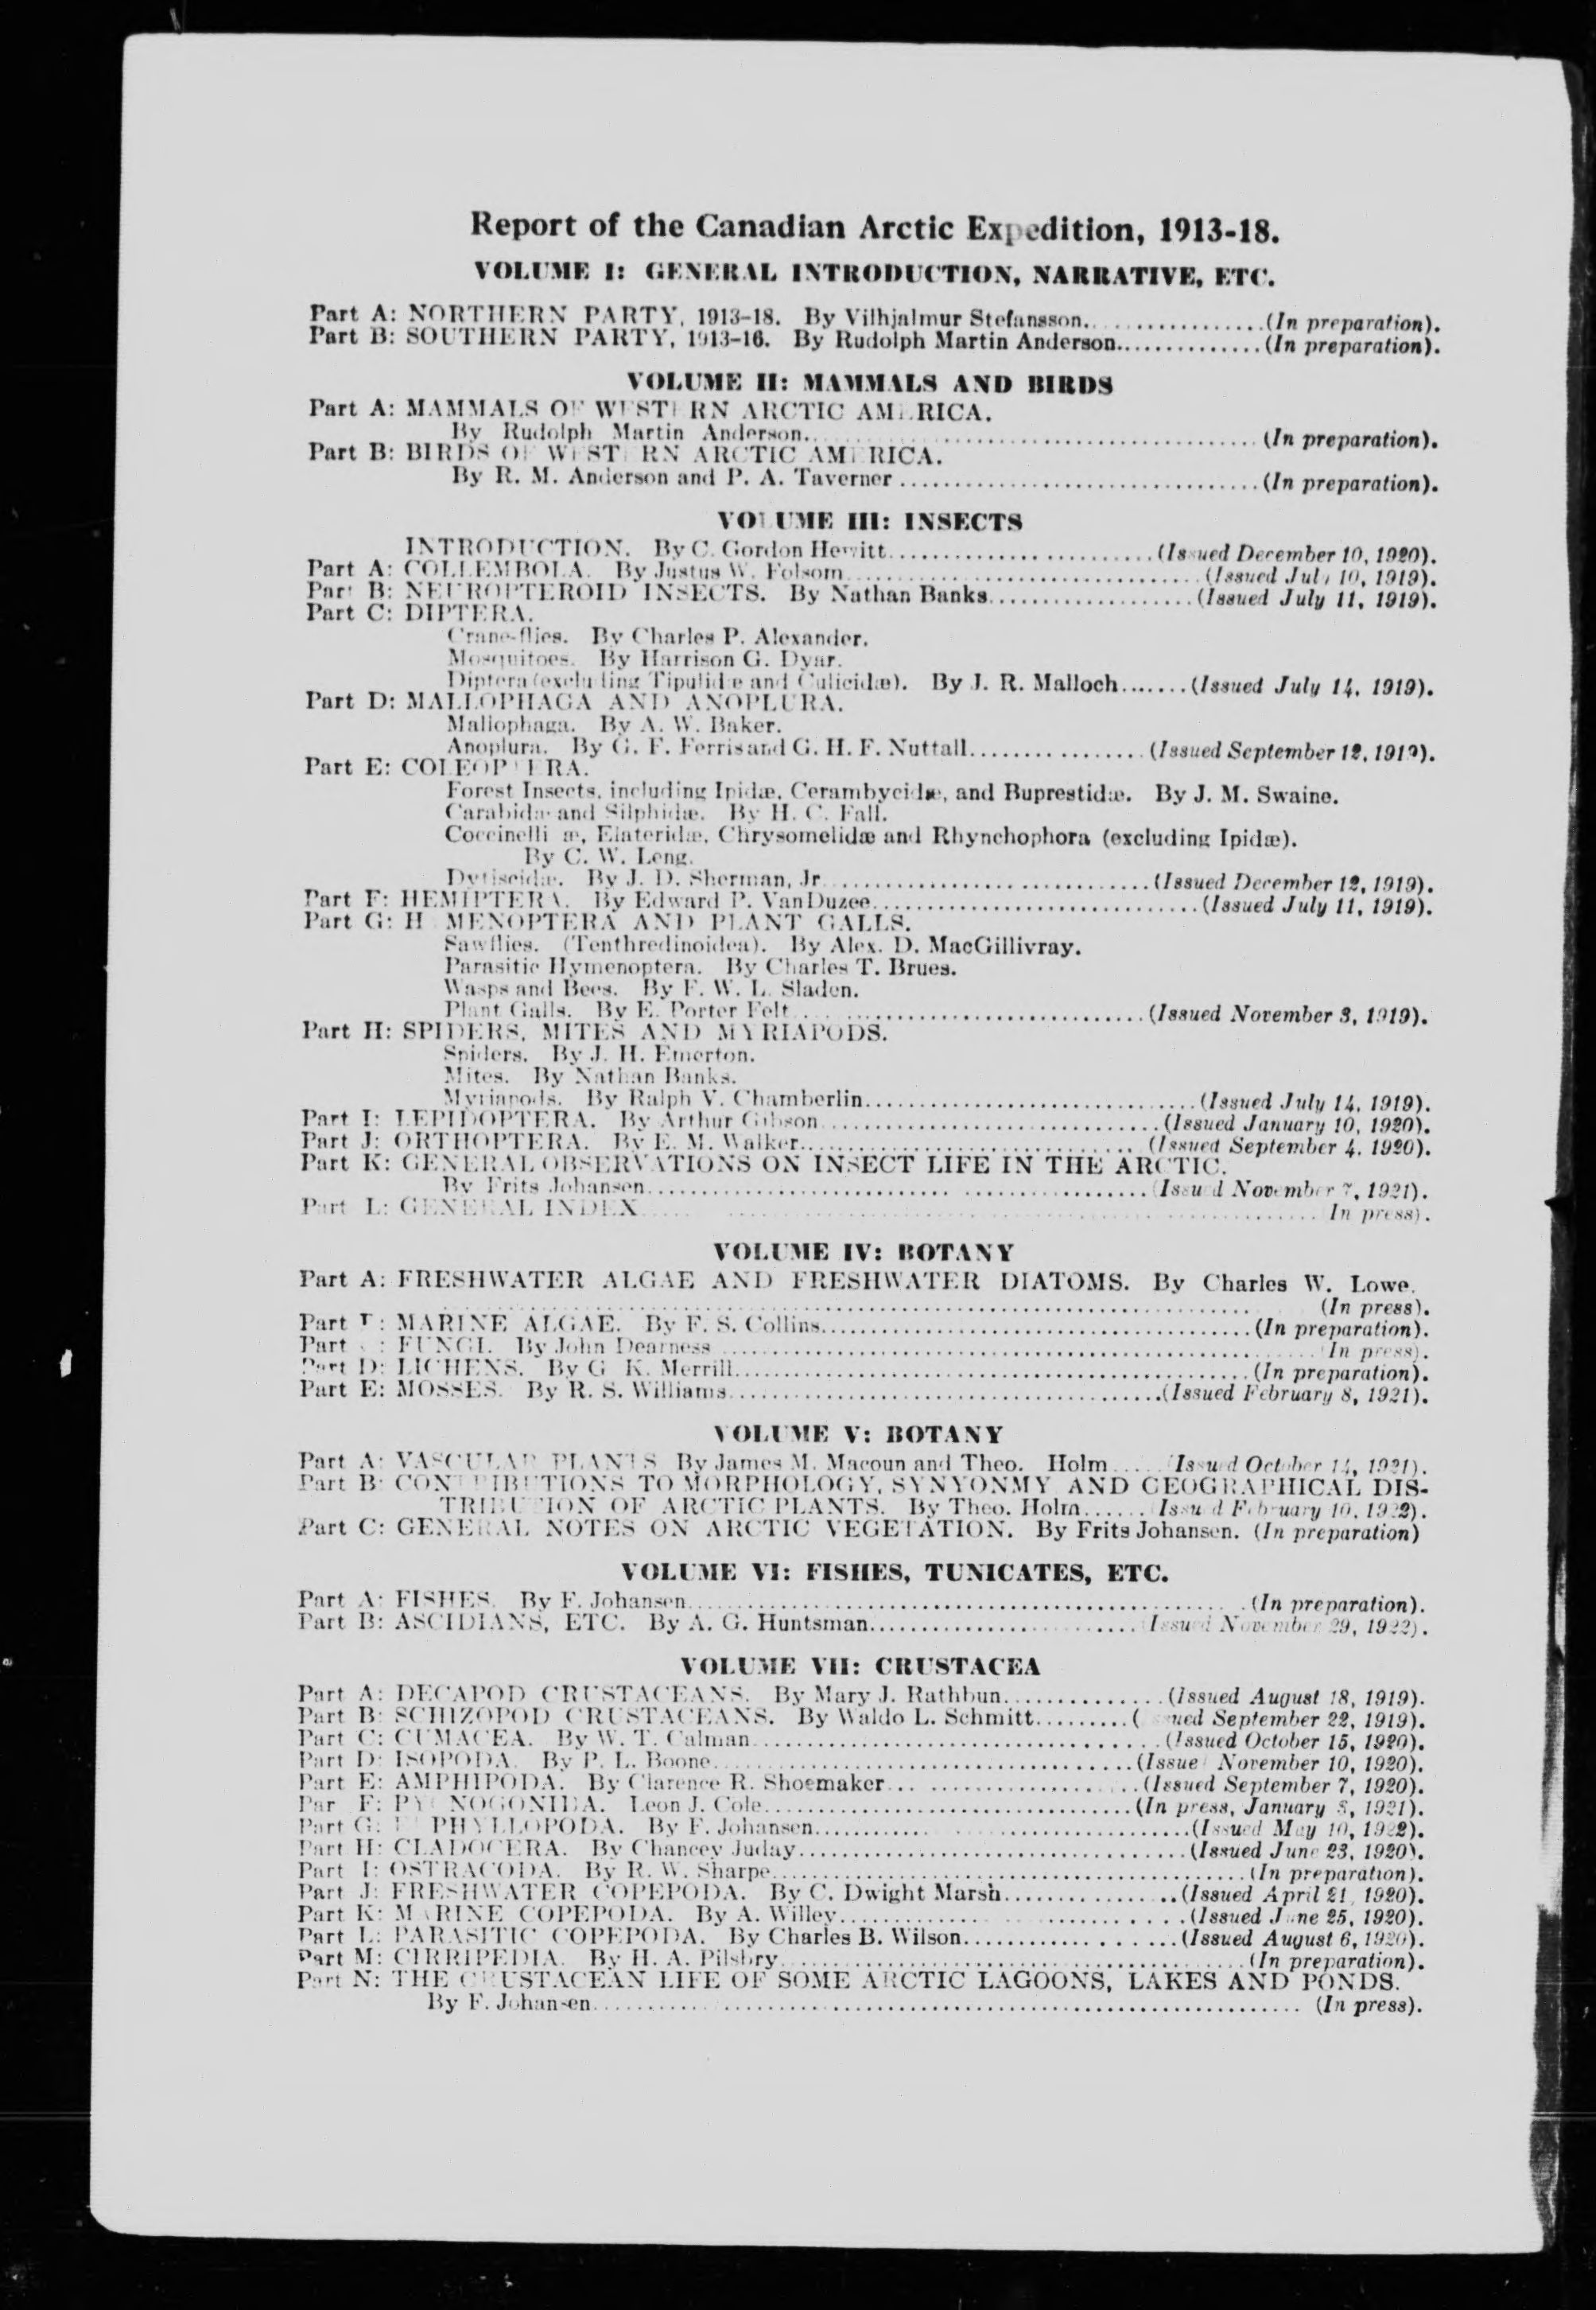 Report of the Canadian Arctic Expedition, 1913-18.
VOLUME I: GENERAL INTRODUCTION, NARRATIVE, ETC.
Part A: NORTHERN PARTY, 1913-18. By Vilhjalmur Stefansson..................(In preparation).
Part B: SOUTHERN PARTY, 1913-16. By Rudolph Martin Anderson...............(In preparation).
VOLUME II: MAMMALS AND BIRDS
Part A: MAMMALS OF WESTERN ARCTIC AMERICA.
By Rudolph Martin Anderson..........................................(In preparation).
Part B: BIRDS OF WESTERN ARCTIC AMERICA.
By R. M. Anderson and P. A. Taverner ..................................(In preparation).
VOLUME III: INSECTS
INTRODUCTION. By C. Gordon Hewitt.........................(Issued December 10, 1920).
Part A: COLLEMBOLA. By Justus W. Folsom.................................(Issued July 10, 1919).
Part B: NEUROPTEROID INSECTS. By Nathan Banks...................(Issued July 11, 1919).
Part C: DIPTERA.
Crane-flies. By Charles P. Alexander.
Mosquitoes. By Harrison G. Dyar.
Diptera (excluding Tipulidæ and Culicidæ). By J. R. Malloch.......(Issued July 14, 1919).
Part D: MALLOPHAGA AND ANOPLURA.
Mallophaga. By A. W. Baker.
Anoplura. By G. F. Ferris and G. H. F. Nuttall.................(Issued September 12, 1919).
Part E: COLEOPTERA.
Forest Insects, including Ipidæ, Cerambycidæ, and Buprestidæ. By J. M. Swaine.
Carabidæ and Silphidæ. By H. C. Fall.
Coccinelli æ, Elateridæ, Chrysomelidæ and Rhynchophora (excluding Ipidæ).
By C. W. Leng.
Dytiscidæ. By J. D. Sherman, Jr................................(Issued December 12, 1919).
Part F: HEMIPTERA. By Edward P. VanDuzee...............................(Issued July 11, 1919).
Part G: H MENOPTERA AND PLANT GALLS.
Sawflies. (Tenthredinoidea). By Alex. D. MacGillivray.
Parasitic Hymenoptera. By Charles T. Brues.
Wasps and Bees. By F. W. L. Sladen.
Plant Galls. By E. Porter Felt.................................(Issued November 3, 1919).
Part H: SPIDERS, MITES AND MYRIAPODS.
Spiders. By J. H. Emerton.
Mites. By Nathan Banks.
Myriapods. By Ralph V. Chamberlin................................(Issued July 14, 1919).
Part I: LEPIDOPTERA. By Arthur Gibson................................(Issued January 10, 1920).
Part J: ORTHOPTERA. By E. M. Walker................................(Issued September 4, 1920).
Part K: GENERAL OBSERVATIONS ON INSECT LIFE IN THE ARCTIC.
By Frits Johansen................................................(Issued November 7, 1921).
Part L: GENERAL INDEX................................................................In press).
VOLUME IV: BOTANY
Part A: FRESHWATER ALGAE AND FRESHWATER DIATOMS. By Charles W. Lowe.
................................................................................(In press).
Part : MARINE ALGAE. By F. S. Collins.........................................(In preparation).
Part : FUNGI. By John Dearness .........................................................In press).
Part D: LICHENS. By G. K. Merrill.................................................(In preparation).
Part E: MOSSES. By R. S. Williams.........................................(Issued February 8, 1921).
VOLUME V: BOTANY
Part A: VASCULAR PLANTS By James M. Macoun and Theo. Holm.....(Issued October 14, 1921).
Part B: CONTRIBUTIONS TO MORPHOLOGY, SYNYONMY AND GEOGRAPHICAL DIS-
TRIBUTION OF ARCTIC PLANTS. By Theo. Holm......Issued February 10, 1922).
Part C: GENERAL NOTES ON ARCTIC VEGETATION. By Frits Johansen. (In preparation)
VOLUME VI: FISHES, TUNICATES, ETC.
Part A: FISHES. By F. Johansen.....................................................(In preparation).
Part B: ASCIDIANS, ETC. By A. G. Huntsman..........................Issued November 29, 1922).
VOLUME VII: CRUSTACEA
Part A: DECAPOD CRUSTACEANS. By Mary J. Rathbun...............(Issued August 18, 1919).
Part B: SCHIZOPOD CRUSTACEANS. By Waldo L. Schmitt.........(Issued September 22, 1919).
Part C: CUMACEA. By W. T. Calman.......................................(Issued October 15, 1920).
Part D: ISOPODA. By P. L. Boone........................................(Issued November 10, 1920).
Part E: AMPHIPODA. By Clarence R. Shoemaker........................(Issued September 7, 1920).
Par F: PYCNOGONIDA. Leon J. Cole...................................(In press, January , 1921).
Part G: PHYLLOPODA. By F. Johansen....................................(Issued May 10, 1922).
Part H: CLADOCERA. By Chancey Juday.....................................(Issued June 23, 1920).
Part I: OSTRACODA. By R. W. Sharpe.............................................(In preparation).
Part J: FRESHWATER COPEPODA. By C. Dwight Marsh.................(Issued April 21, 1920).
Part K: MARINE COPEPODA. By A. Willey.................................(Issued June 25, 1920).
Part L: PARASITIC COPEPODA. By Charles B. Wilson.....................(Issued August 6, 1920).
Part M: CIRRIPEDIA. By H. A. Pilsbry.............................................(In preparation).
Part N: THE CRUSTACEAN LIFE OF SOME ARCTIC LAGOONS, LAKES AND PONDS.
By F. Johansen.................................................................... (In press).